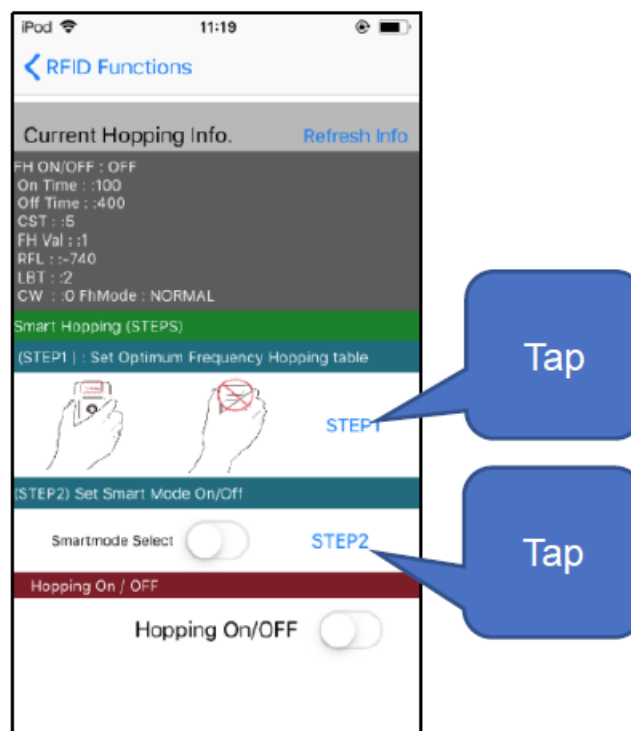 iPod 11:19
RFID Functions
Current Hopping Info. Refresh Info
FH ON/OFF : OFF
On Time : :100
Off Time : :400
CST : :5
FH Val : :1
RFL : :-740
LBT : :2
CW : :0 FhMode : NORMAL
Smart Hopping (STEPS)
(STEP1 ) : Set Optimum Frequency Hopping table
STEP1
Tap
(STEP2) Set Smart Mode On/Off
Smartmode Select STEP2
Tap
Hopping On / OFF
Hopping On/OFF